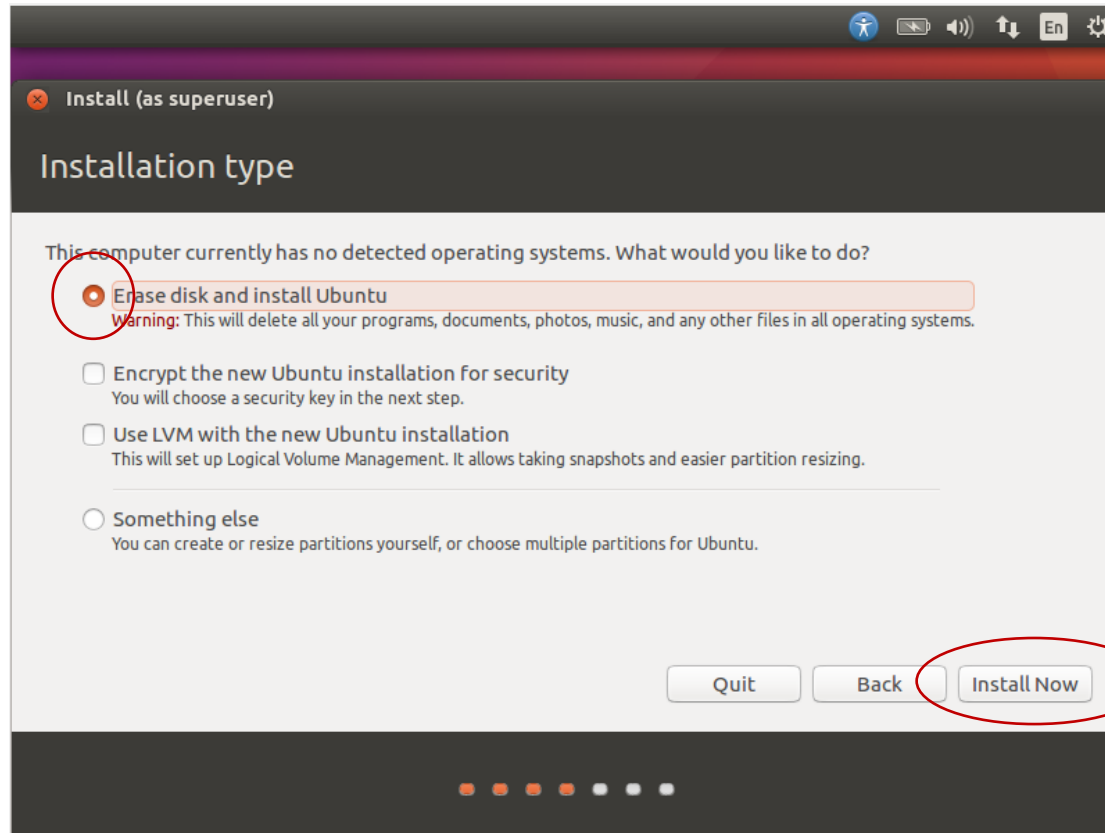 En
Install (as superuser)
Installation type
This computer currently has no detected operating systems. What would you like to do?
Erase disk and install Ubuntu
Warning: This will delete all your programs, documents, photos, music, and any other files in all operating systems.
Encrypt the new Ubuntu installation for security
You will choose a security key in the next step.
Use LVM with the new Ubuntu installation
This will set up Logical Volume Management. It allows taking snapshots and easier partition resizing.
Something else
You can create or resize partitions yourself, or choose multiple partitions for Ubuntu.
Quit Back Install Now